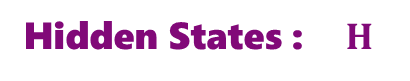 Hidden States : H